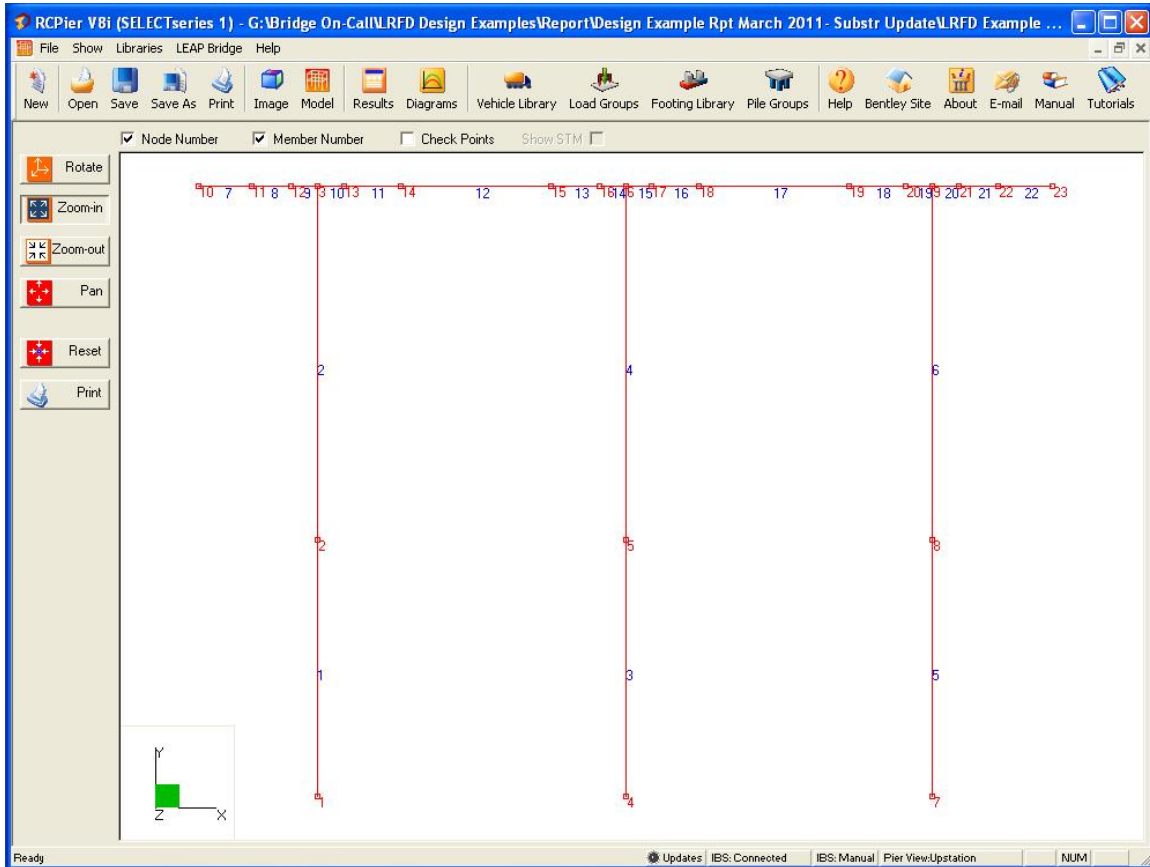 RCPier V8i (SELECTseries 1) - G:\Bridge On-Call\LRFD Design Examples\Report\Design Example Rpt March 2011- Substr Update\LRFD Example ...
File Show Libraries LEAP Bridge Help
New Open Save Save As Print Image Model Results Diagrams Vehicle Library Load Groups Footing Library Pile Groups Help Bentley Site About E-mail Manual Tutorials
Node Number Member Number Check Points Show STM
Rotate
Zoom-in
Zoom-out
Pan
Reset
Print
10 7 11 8 12 9 3 10 13 11 14 12 15 13 16 14 6 15 17 16 18 17 19 18 20 19 9 20 21 21 22 22 23
2 4 6
2 5 8
1 3 5
1 4 7
Y
Z X
Ready Updates IBS: Connected IBS: Manual Pier View:Upstation NUM